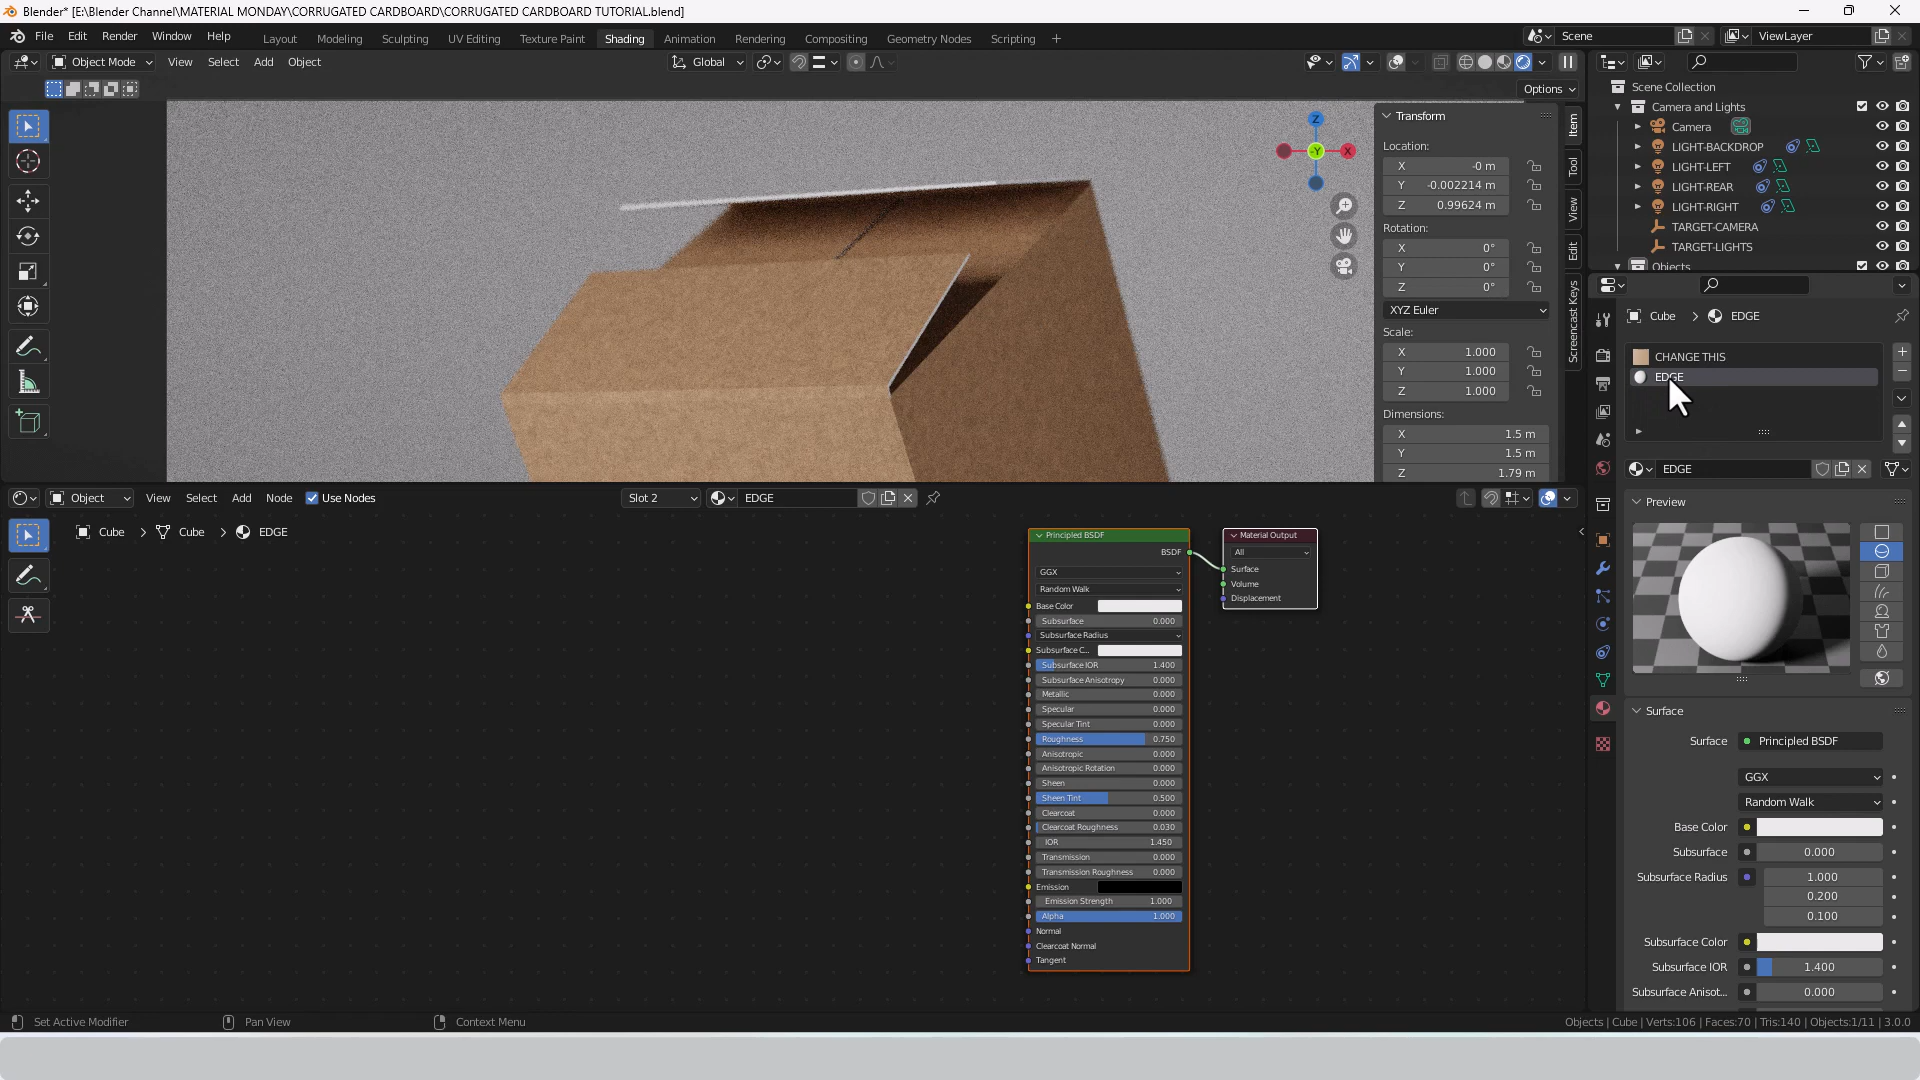 Blender* [E:\Blender Channel\MATERIAL MONDAY\CORRUGATED CARDBOARD\CORRUGATED CARDBOARD TUTORIAL.blend]
File Edit Render Window Help Layout Modeling Sculpting UV Editing Texture Paint Shading Animation Rendering Compositing Geometry Nodes Scripting + Scene ViewLayer
Object Mode View Select Add Object Global
Options
Transform
Location:
X -0 m
Y -0.002214 m
Z 0.99624 m
Rotation:
X 0°
Y 0°
Z 0°
XYZ Euler
Scale:
X 1.000
Y 1.000
Z 1.000
Dimensions:
X 1.5 m
Y 1.5 m
Z 1.79 m
Item
Tool
View
Edit
Screencast Keys
Z
-Y X
Scene Collection
Camera and Lights
Camera
LIGHT-BACKDROP
LIGHT-LEFT
LIGHT-REAR
LIGHT-RIGHT
TARGET-CAMERA
TARGET-LIGHTS
Objects
Cube > EDGE
CHANGE THIS
EDGE
EDGE
Preview
Surface
Surface Principled BSDF
GGX
Random Walk
Base Color
Subsurface 0.000
Subsurface Radius 1.000
0.200
0.100
Subsurface Color
Subsurface IOR 1.400
Subsurface Anisot... 0.000
Object View Select Add Node Use Nodes Slot 2 EDGE
Cube > Cube > EDGE
Principled BSDF
BSDF
GGX
Random Walk
Base Color
Subsurface 0.000
Subsurface Radius
Subsurface C...
Subsurface IOR 1.400
Subsurface Anisotropy 0.000
Metallic 0.000
Specular 0.000
Specular Tint 0.000
Roughness 0.750
Anisotropic 0.000
Anisotropic Rotation 0.000
Sheen 0.000
Sheen Tint 0.500
Clearcoat 0.000
Clearcoat Roughness 0.030
IOR 1.450
Transmission 0.000
Transmission Roughness 0.000
Emission
Emission Strength 1.000
Alpha 1.000
Normal
Clearcoat Normal
Tangent
Material Output
All
Surface
Volume
Displacement
Set Active Modifier Pan View Context Menu Objects | Cube | Verts:106 | Faces:70 | Tris:140 | Objects:1/11 | 3.0.0